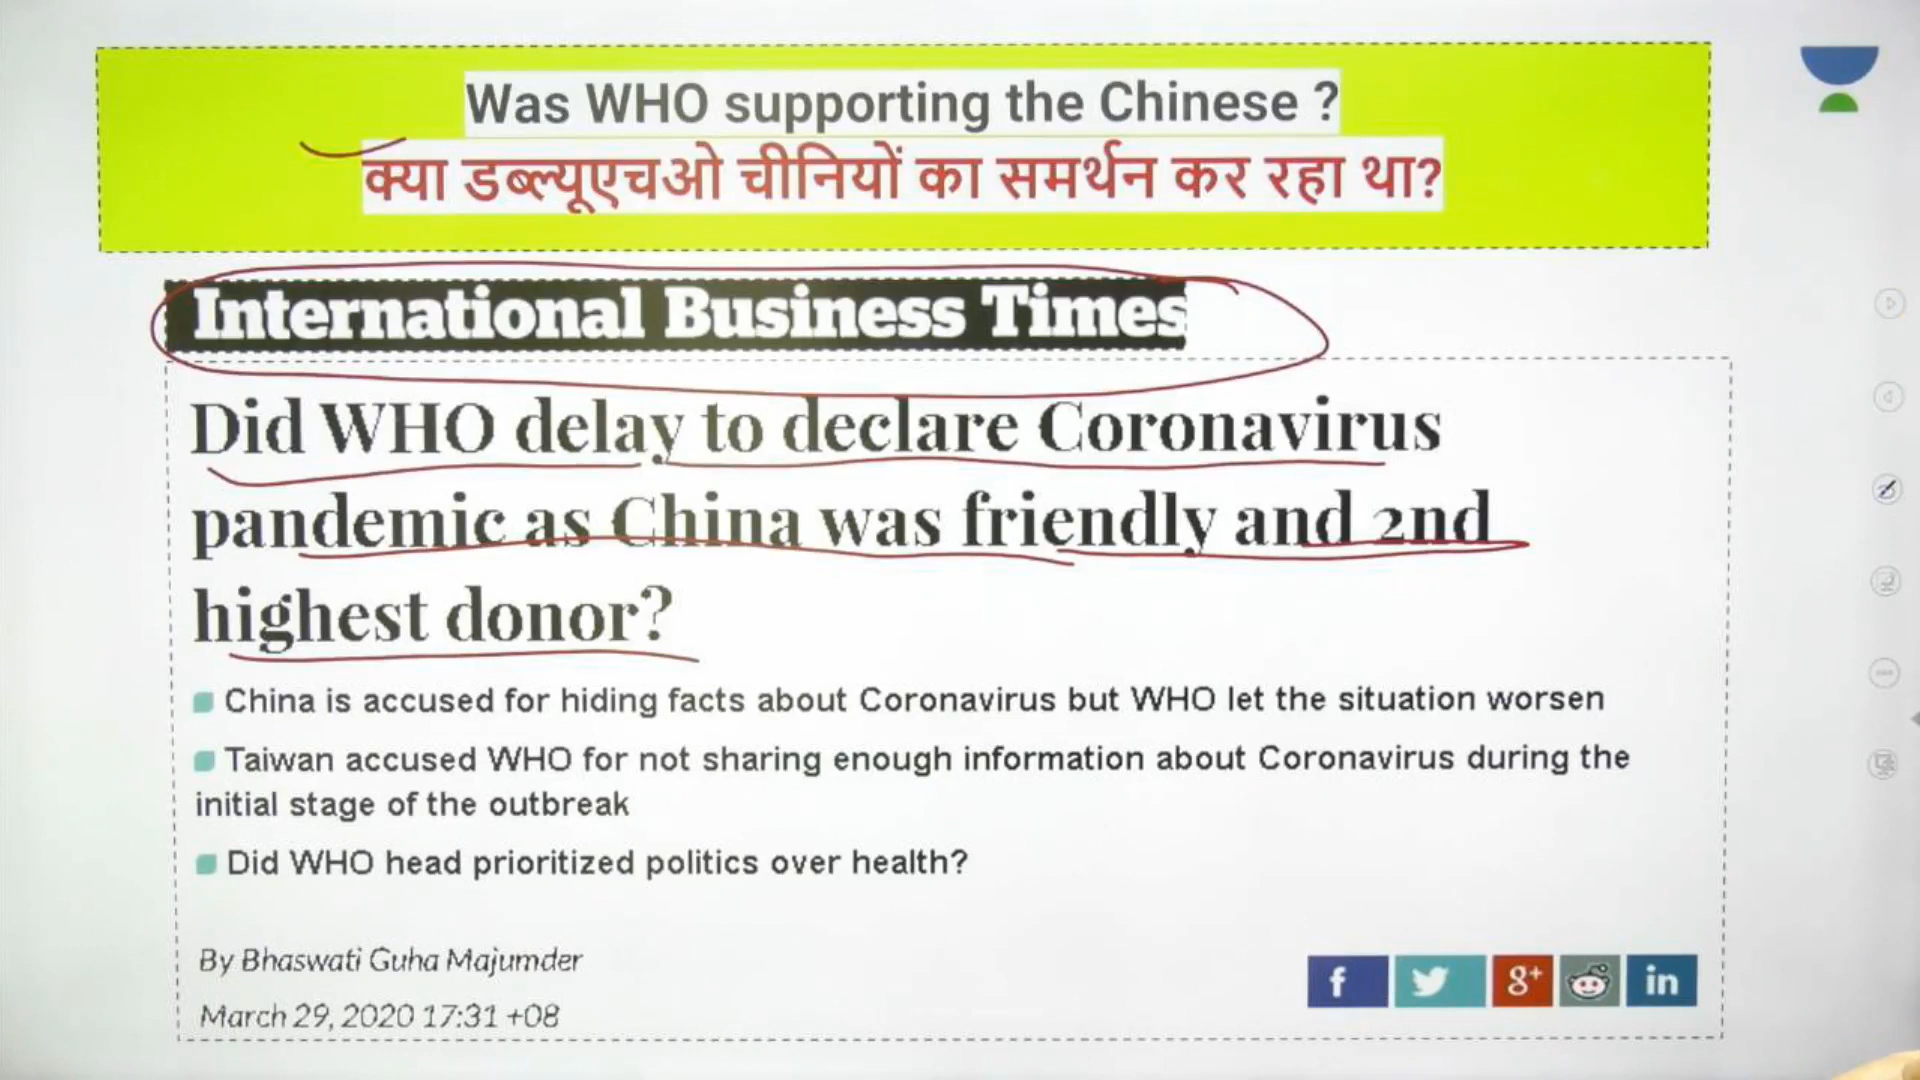 Was WHO supporting the Chinese ?
क्या डब्ल्यूएचओ चीनियों का समर्थन कर रहा था?
International Business Times
Did WHO delay to declare Coronavirus
pandemic as China was friendly and 2nd
highest donor?
China is accused for hiding facts about Coronavirus but WHO let the situation worsen
Taiwan accused WHO for not sharing enough information about Coronavirus during the
initial stage of the outbreak
Did WHO head prioritized politics over health?
By Bhaswati Guha Majumder
March 29, 2020 17:31 +08
f 8+ in